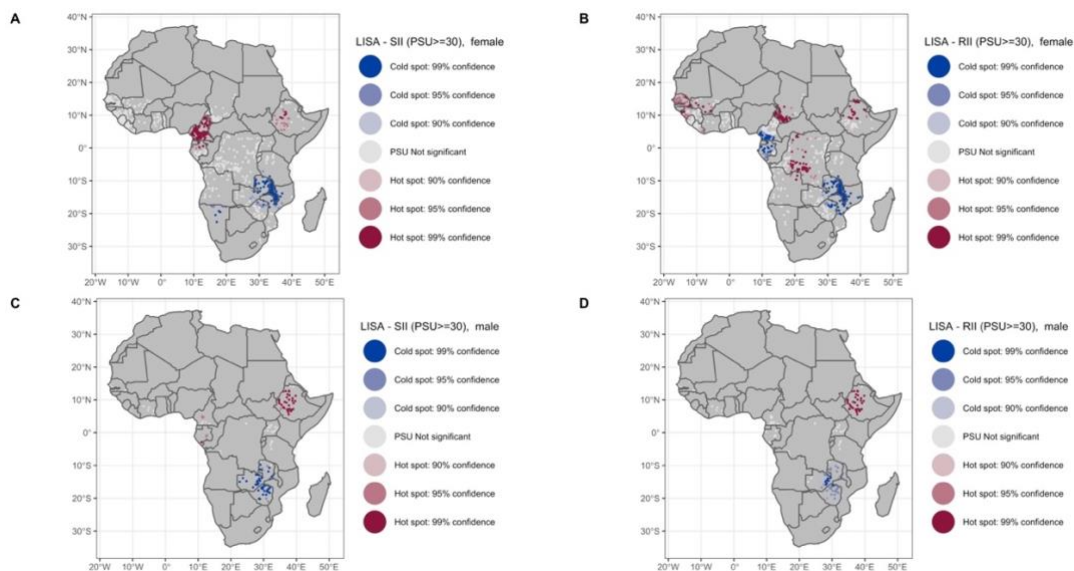 A
40°N
30°N
20°N
10°N
0°
10°S
20°S
30°S
20°W 10°W 0° 10°E 20°E 30°E 40°E 50°E
LISA - SII (PSU>=30), female
Cold spot: 99% confidence
Cold spot: 95% confidence
Cold spot: 90% confidence
PSU Not significant
Hot spot: 90% confidence
Hot spot: 95% confidence
Hot spot: 99% confidence
B
40°N
30°N
20°N
10°N
0°
10°S
20°S
30°S
20°W 10°W 0° 10°E 20°E 30°E 40°E 50°E
LISA - RII (PSU>=30), female
Cold spot: 99% confidence
Cold spot: 95% confidence
Cold spot: 90% confidence
PSU Not significant
Hot spot: 90% confidence
Hot spot: 95% confidence
Hot spot: 99% confidence
C
40°N
30°N
20°N
10°N
0°
10°S
20°S
30°S
20°W 10°W 0° 10°E 20°E 30°E 40°E 50°E
LISA - SII (PSU>=30), male
Cold spot: 99% confidence
Cold spot: 95% confidence
Cold spot: 90% confidence
PSU Not significant
Hot spot: 90% confidence
Hot spot: 95% confidence
Hot spot: 99% confidence
D
40°N
30°N
20°N
10°N
0°
10°S
20°S
30°S
20°W 10°W 0° 10°E 20°E 30°E 40°E 50°E
LISA - RII (PSU>=30), male
Cold spot: 99% confidence
Cold spot: 95% confidence
Cold spot: 90% confidence
PSU Not significant
Hot spot: 90% confidence
Hot spot: 95% confidence
Hot spot: 99% confidence